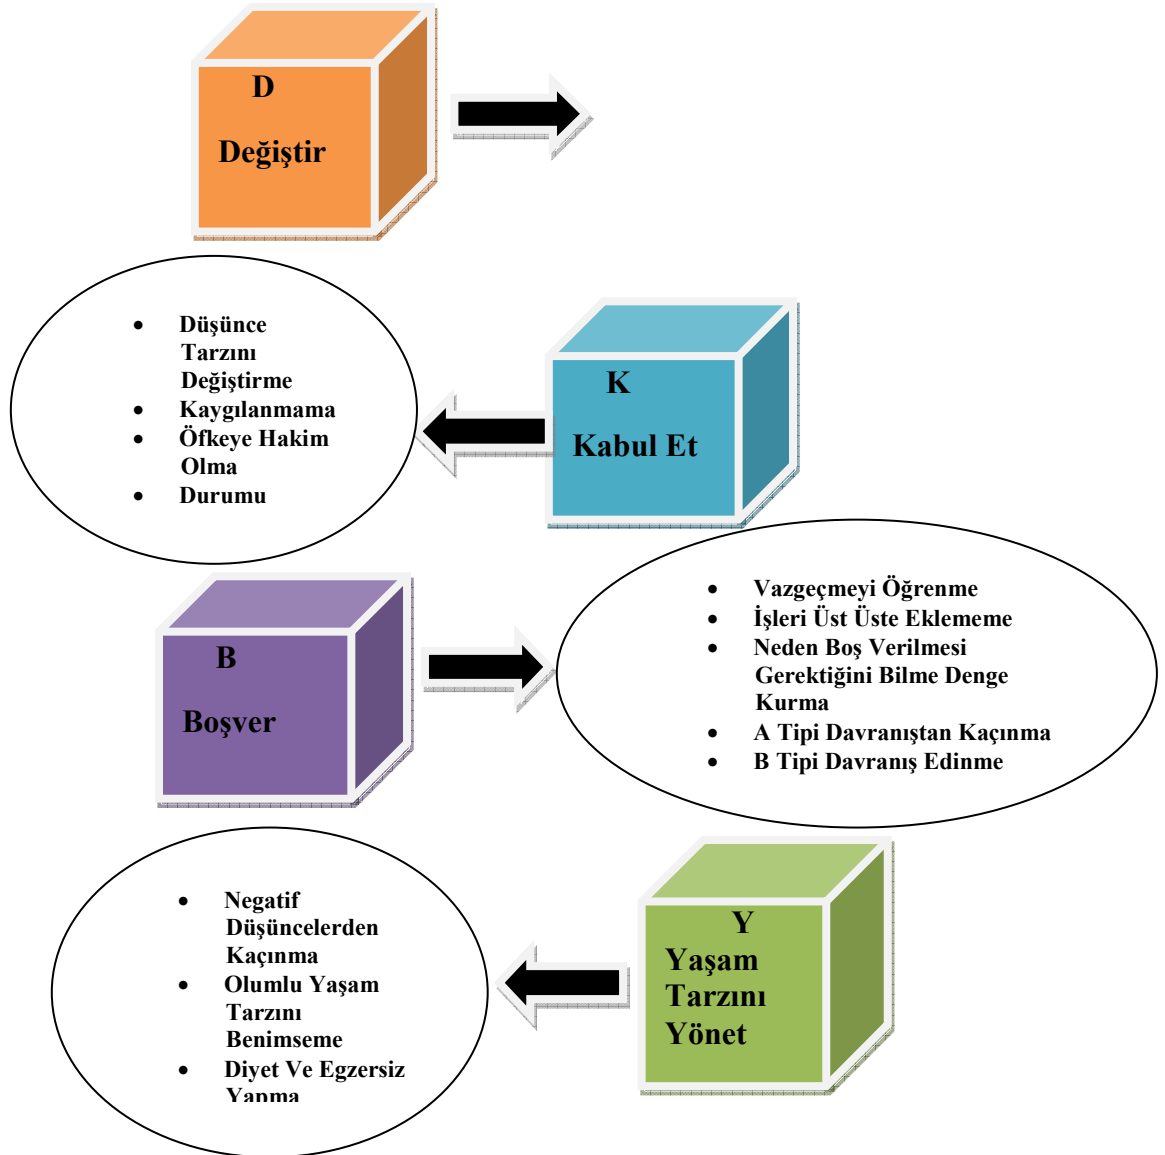 D
Değiştir
• Düşünce
Tarzını
Değiştirme
• Kaygılanmama
• Öfkeye Hakim
Olma
• Durumu
K
Kabul Et
B
Boşver
• Vazgeçmeyi Öğrenme
• İşleri Üst Üste Eklememe
• Neden Boş Verilmesi
Gerektiğini Bilme Denge
Kurma
• A Tipi Davranıştan Kaçınma
• B Tipi Davranış Edinme
• Negatif
Düşüncelerden
Kaçınma
• Olumlu Yaşam
Tarzını
Benimseme
• Diyet Ve Egzersiz
Yapma
Y
Yaşam
Tarzını
Yönet